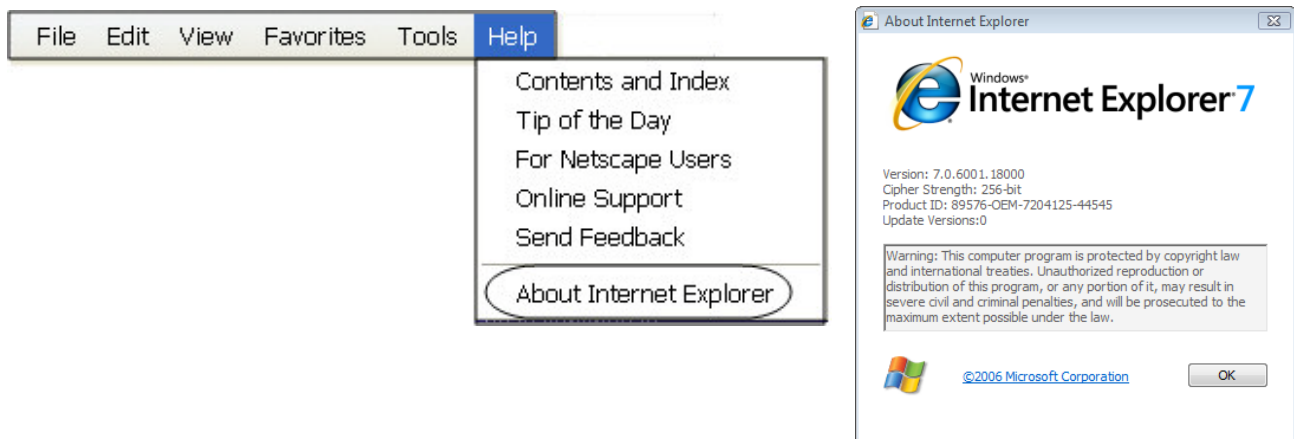 File Edit View Favorites Tools Help
Contents and Index
Tip of the Day
For Netscape Users
Online Support
Send Feedback
About Internet Explorer
About Internet Explorer
Windows®
Internet Explorer 7
Version: 7.0.6001.18000
Cipher Strength: 256-bit
Product ID: 89576-OEM-7204125-44545
Update Versions:0
Warning: This computer program is protected by copyright law
and international treaties. Unauthorized reproduction or
distribution of this program, or any portion of it, may result in
severe civil and criminal penalties, and will be prosecuted to the
maximum extent possible under the law.
©2006 Microsoft Corporation
OK